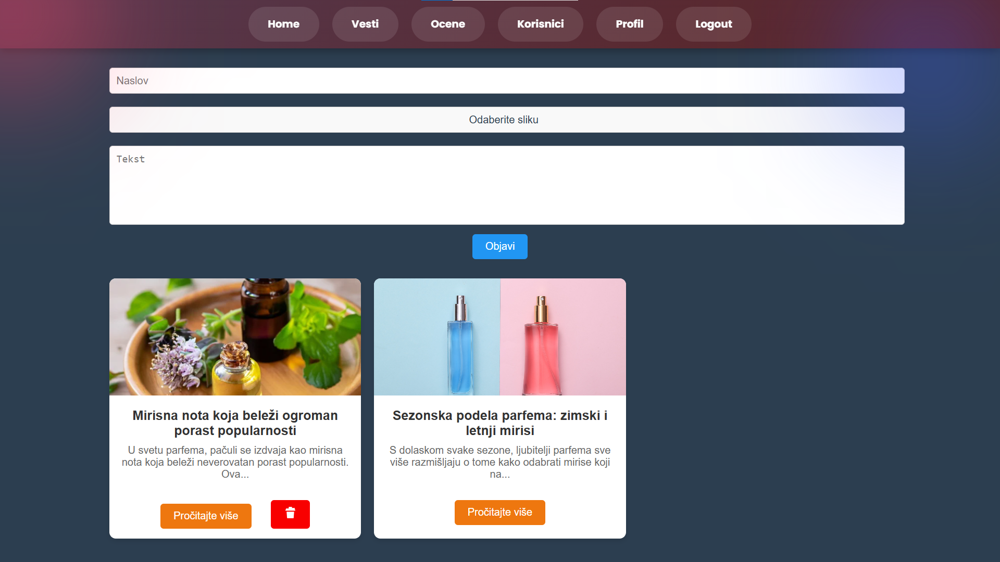 Home Vesti Ocene Korisnici Profil Logout
Naslov
Odaberite sliku
Tekst
Objavi
Mirisna nota koja beleži ogroman
porast popularnosti
U svetu parfema, pačuli se izdvaja kao mirisna
nota koja beleži neverovatan porast popularnosti.
Ova...
Pročitajte više
Sezonska podela parfema: zimski i
letnji mirisi
S dolaskom svake sezone, ljubitelji parfema sve
više razmišljaju o tome kako odabrati mirise koji
na...
Pročitajte više